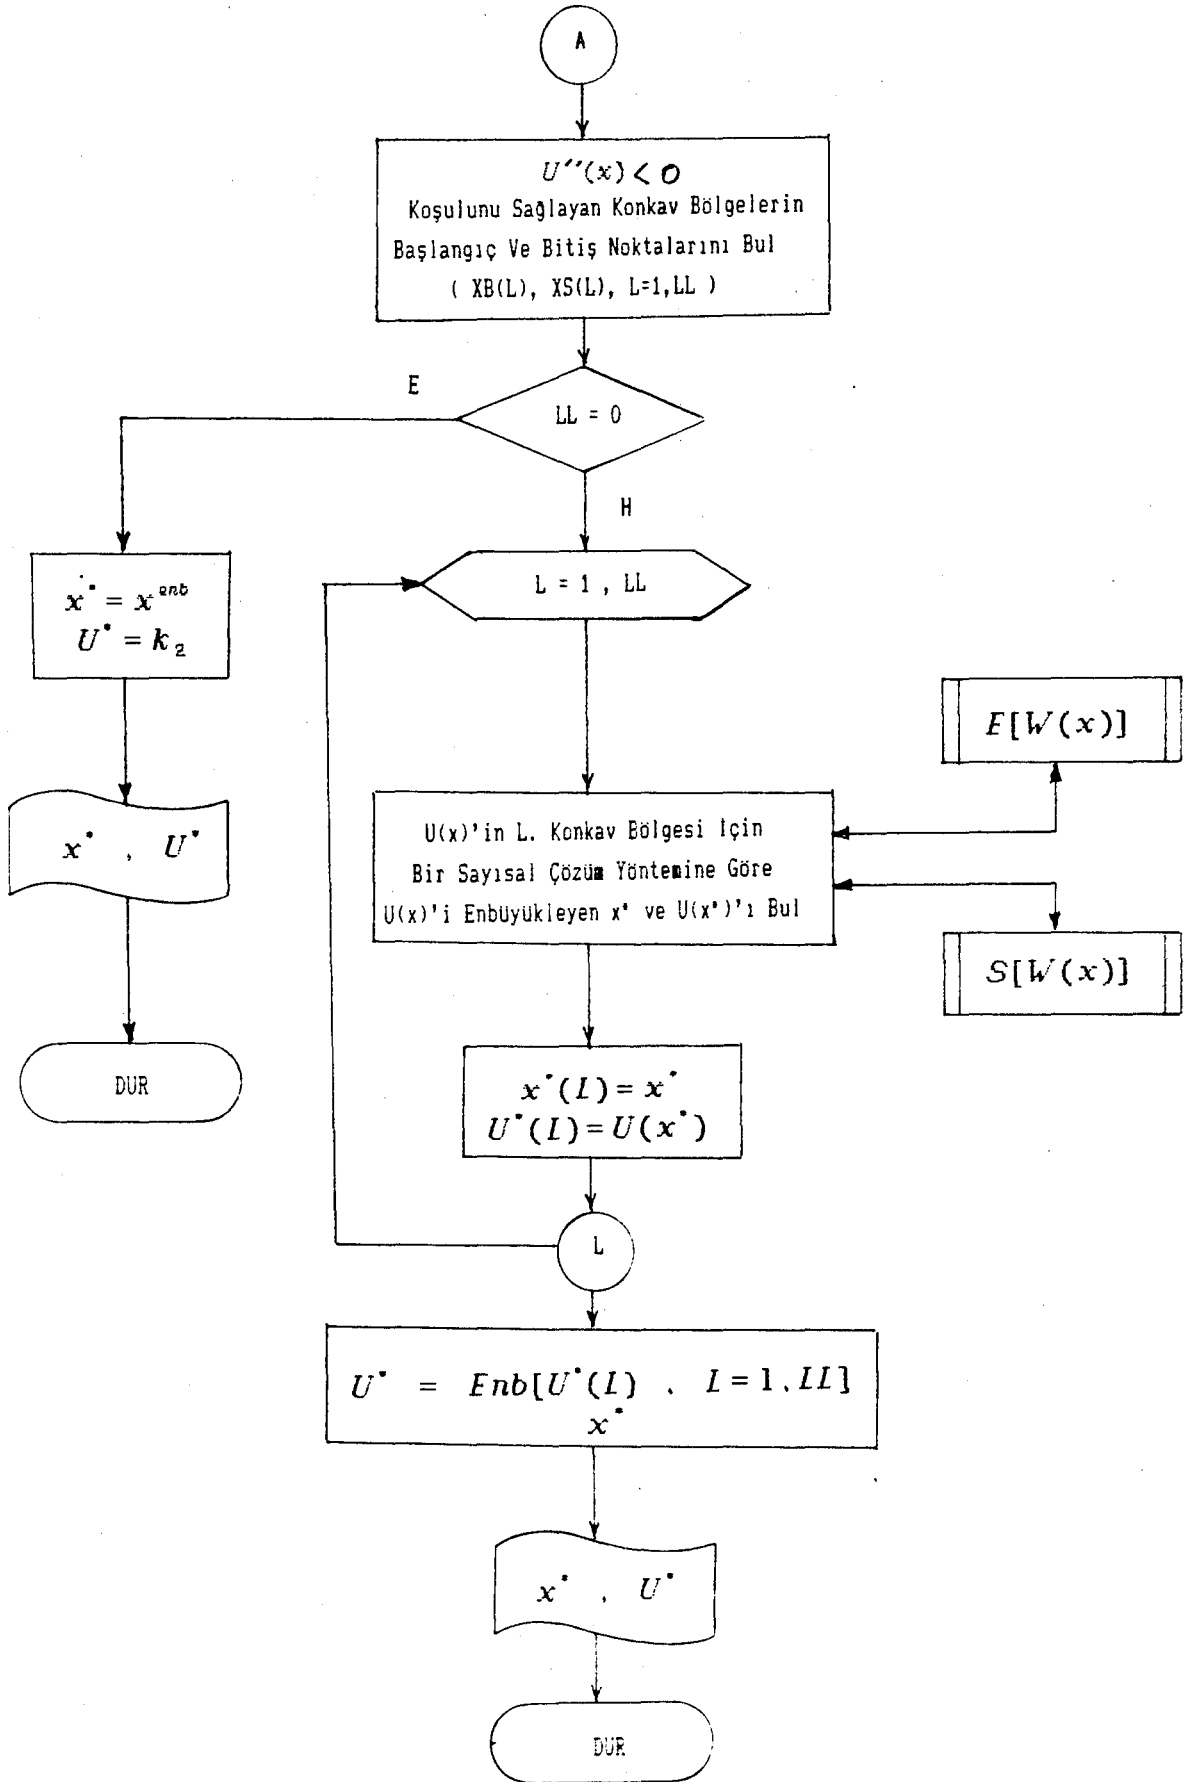 A
U''(x) < 0
Koşulunu Sağlayan Konkav Bölgelerin
Başlangıç Ve Bitiş Noktalarını Bul
( XB(L), XS(L), L=1,LL )
E
LL = 0
H
x* = x^enb
U* = k₂
L = 1 , LL
E[W(x)]
x* , U*
U(x)'in L. Konkav Bölgesi İçin
Bir Sayısal Çözüm Yöntemine Göre
U(x)'i Enbüyükleyen x* ve U(x*)'ı Bul
S[W(x)]
DUR
x*(L) = x*
U*(L) = U(x*)
L
U* = Enb[U*(L) , L=1,LL]
x*
x* , U*
DUR